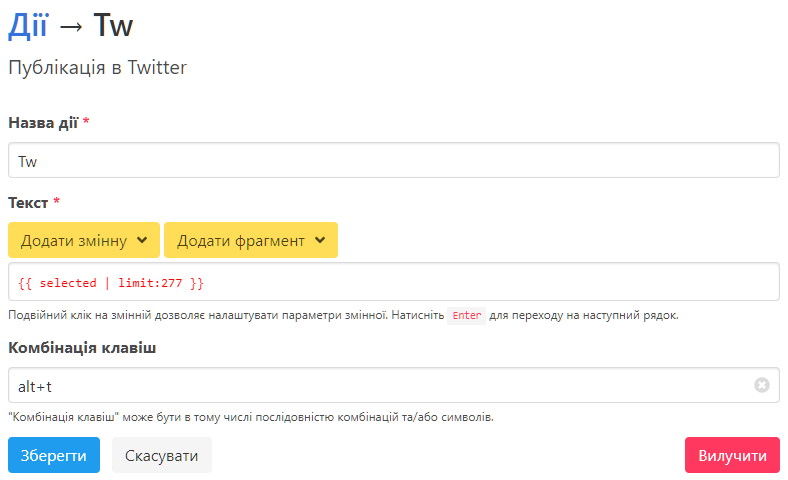 Дії → Tw
Публікація в Twitter
Назва дії *
Tw
Текст *
Додати змінну Додати фрагмент
{{ selected | limit:277 }}
Подвійний клік на змінній дозволяє налаштувати параметри змінної. Натисніть Enter для переходу на наступний рядок.
Комбінація клавіш
alt+t
"Комбінація клавіш" може бути в тому числі послідовністю комбінацій та/або символів.
Зберегти Скасувати Вилучити